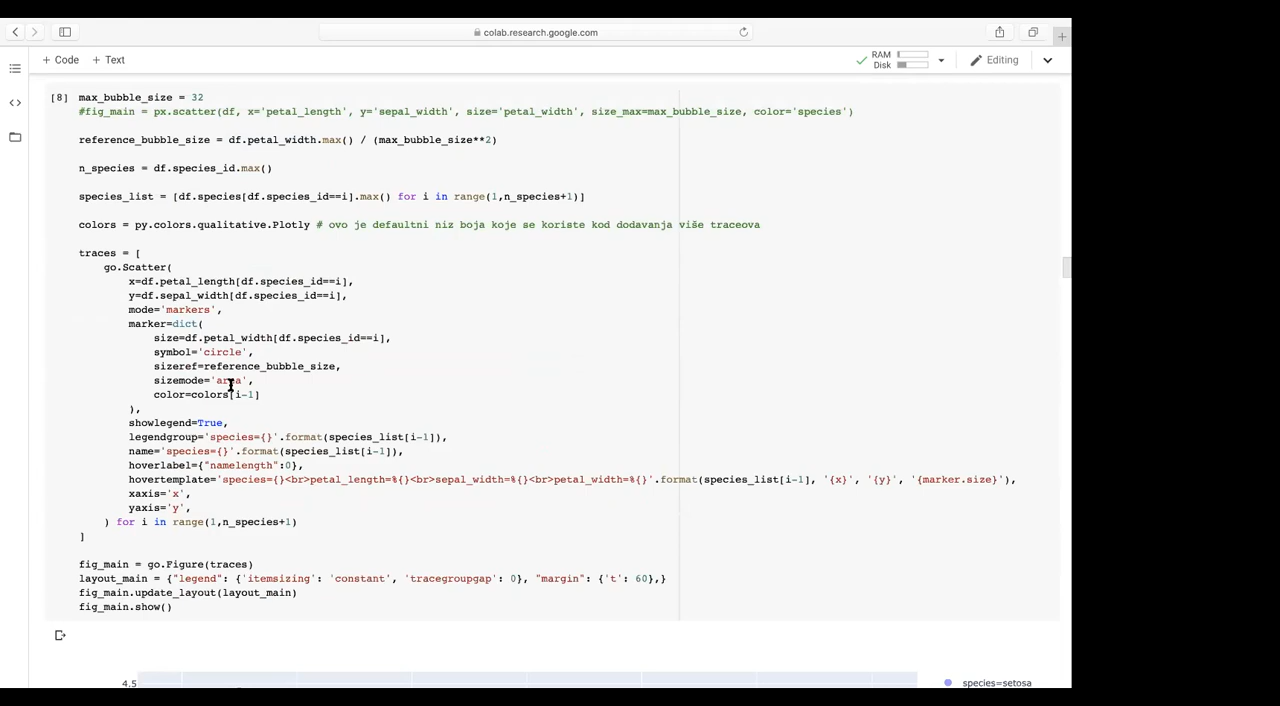 colab.research.google.com
+ Code + Text
RAM
Disk
Editing
[8] max_bubble_size = 32
#fig_main = px.scatter(df, x='petal_length', y='sepal_width', size='petal_width', size_max=max_bubble_size, color='species')
reference_bubble_size = df.petal_width.max() / (max_bubble_size**2)
n_species = df.species_id.max()
species_list = [df.species[df.species_id==i].max() for i in range(1,n_species+1)]
colors = py.colors.qualitative.Plotly # ovo je defaultni niz boja koje se koriste kod dodavanja više traceova
traces = [
go.Scatter(
x=df.petal_length[df.species_id==i],
y=df.sepal_width[df.species_id==i],
mode='markers',
marker=dict(
size=df.petal_width[df.species_id==i],
symbol='circle',
sizeref=reference_bubble_size,
sizemode='area',
color=colors[i-1]
),
showlegend=True,
legendgroup='species={}'.format(species_list[i-1]),
name='species={}'.format(species_list[i-1]),
hoverlabel={"namelength":0},
hovertemplate='species={}<br>petal_length=%{}<br>sepal_width=%{}<br>petal_width=%{}'.format(species_list[i-1], '{x}', '{y}', '{marker.size}'),
xaxis='x',
yaxis='y',
) for i in range(1,n_species+1)
]
fig_main = go.Figure(traces)
layout_main = {"legend": {'itemsizing': 'constant', 'tracegroupgap': 0}, "margin": {'t': 60},}
fig_main.update_layout(layout_main)
fig_main.show()
4.5
species=setosa